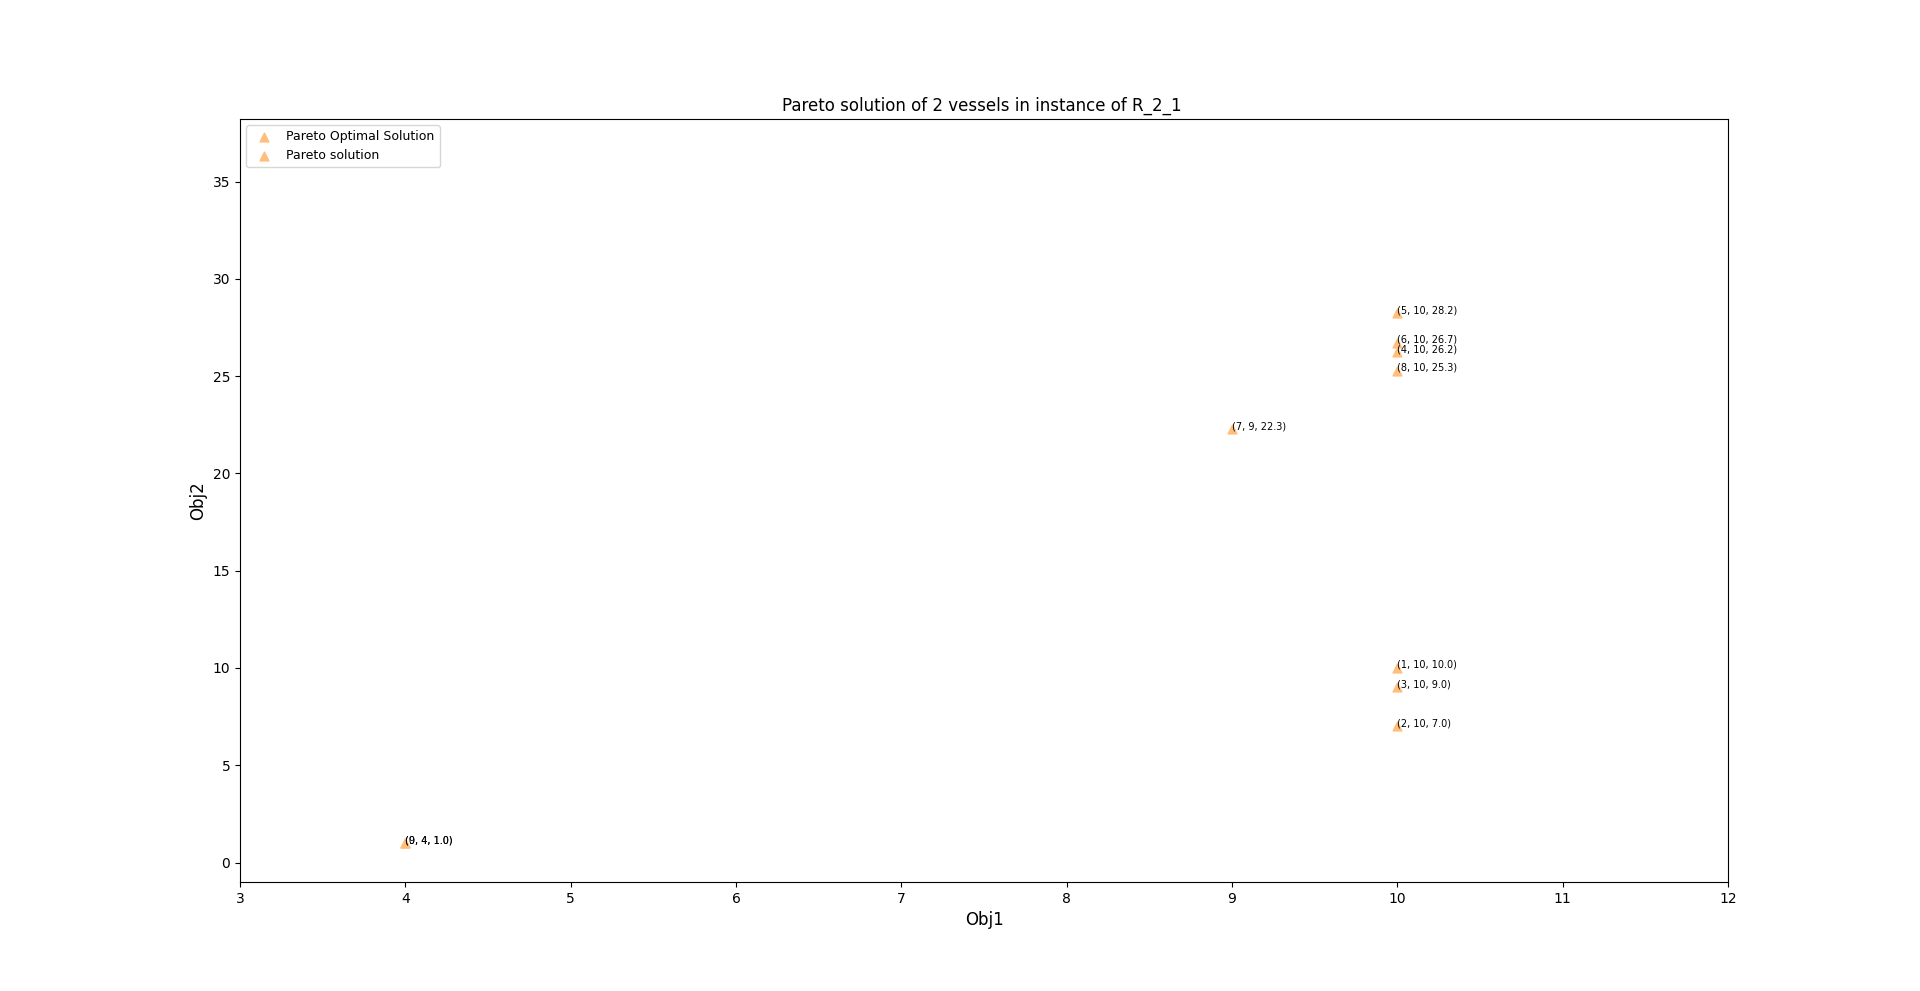 Pareto solution of 2 vessels in instance of R_2_1
Pareto Optimal Solution
Pareto solution
35
30
25
20
15
10
5
0
Obj2
(5, 10, 28.2)
(6, 10, 26.7)
(4, 10, 26.2)
(8, 10, 25.3)
(7, 9, 22.3)
(1, 10, 10.0)
(3, 10, 9.0)
(2, 10, 7.0)
(9, 4, 1.0)
3 4 5 6 7 8 9 10 11 12
Obj1